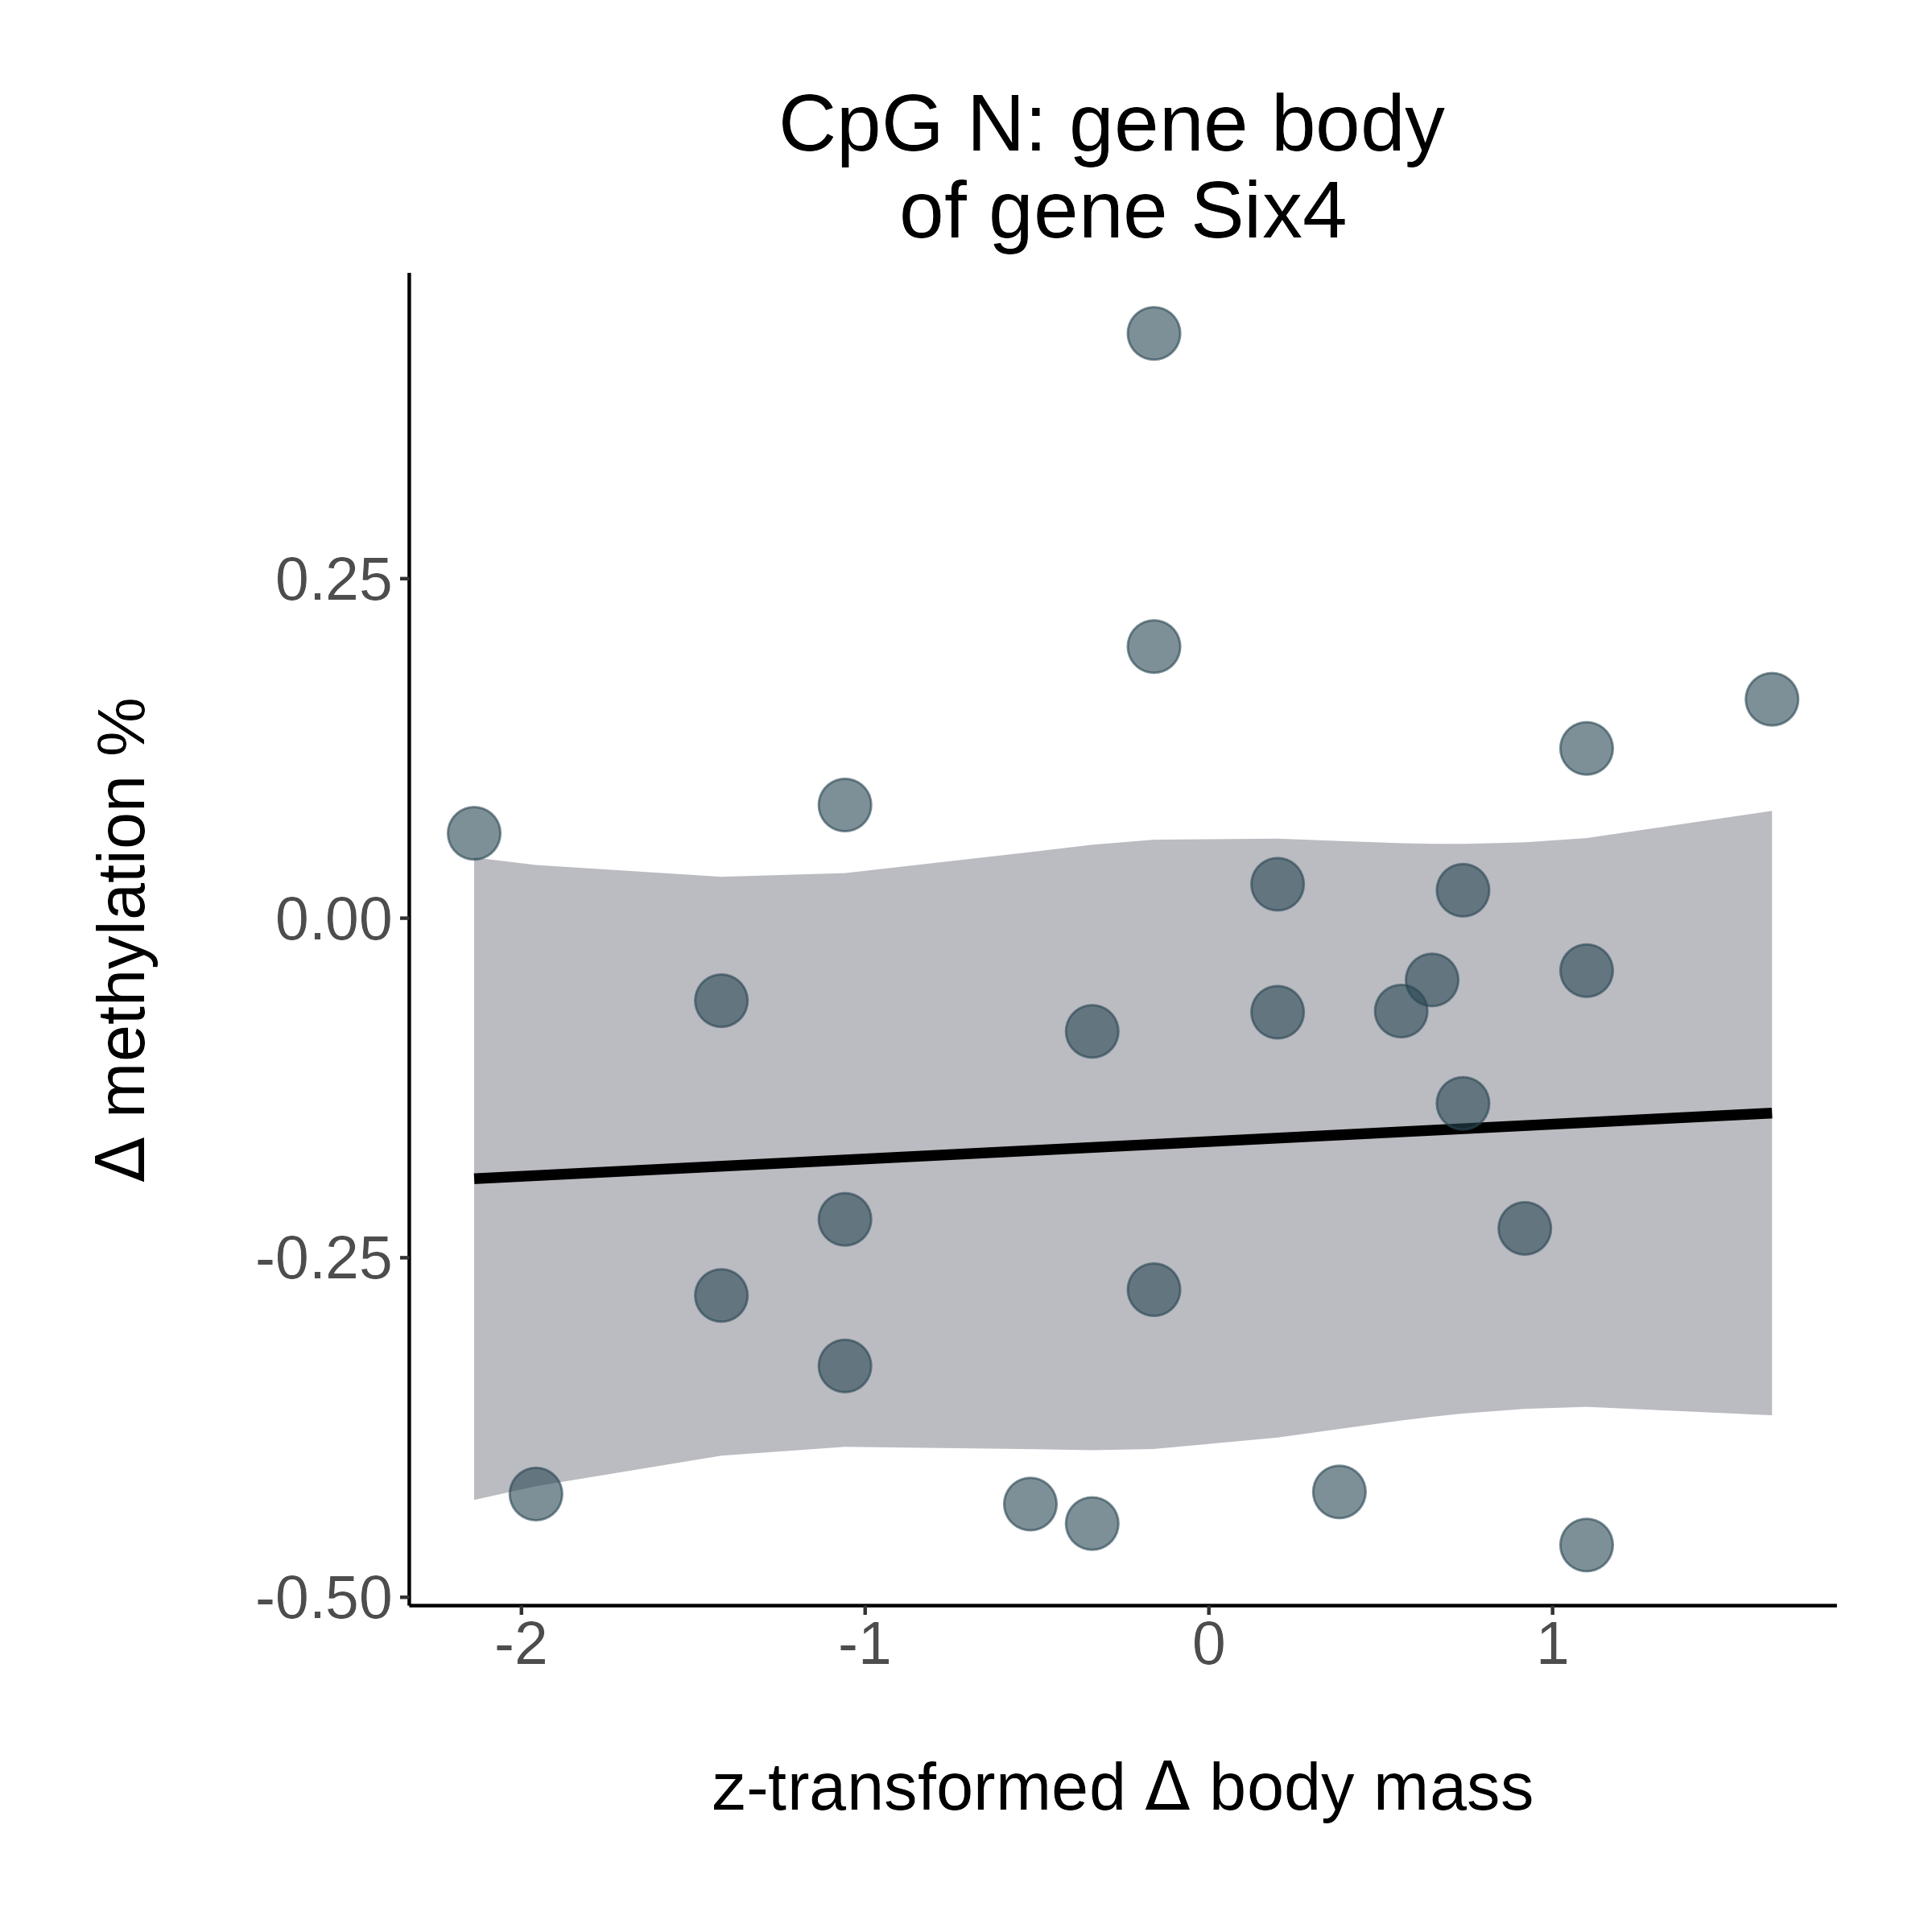 CpG N: gene body
of gene Six4
0.25
0.00
-0.25
-0.50
Δ methylation %
-2
-1
0
1
z-transformed Δ body mass